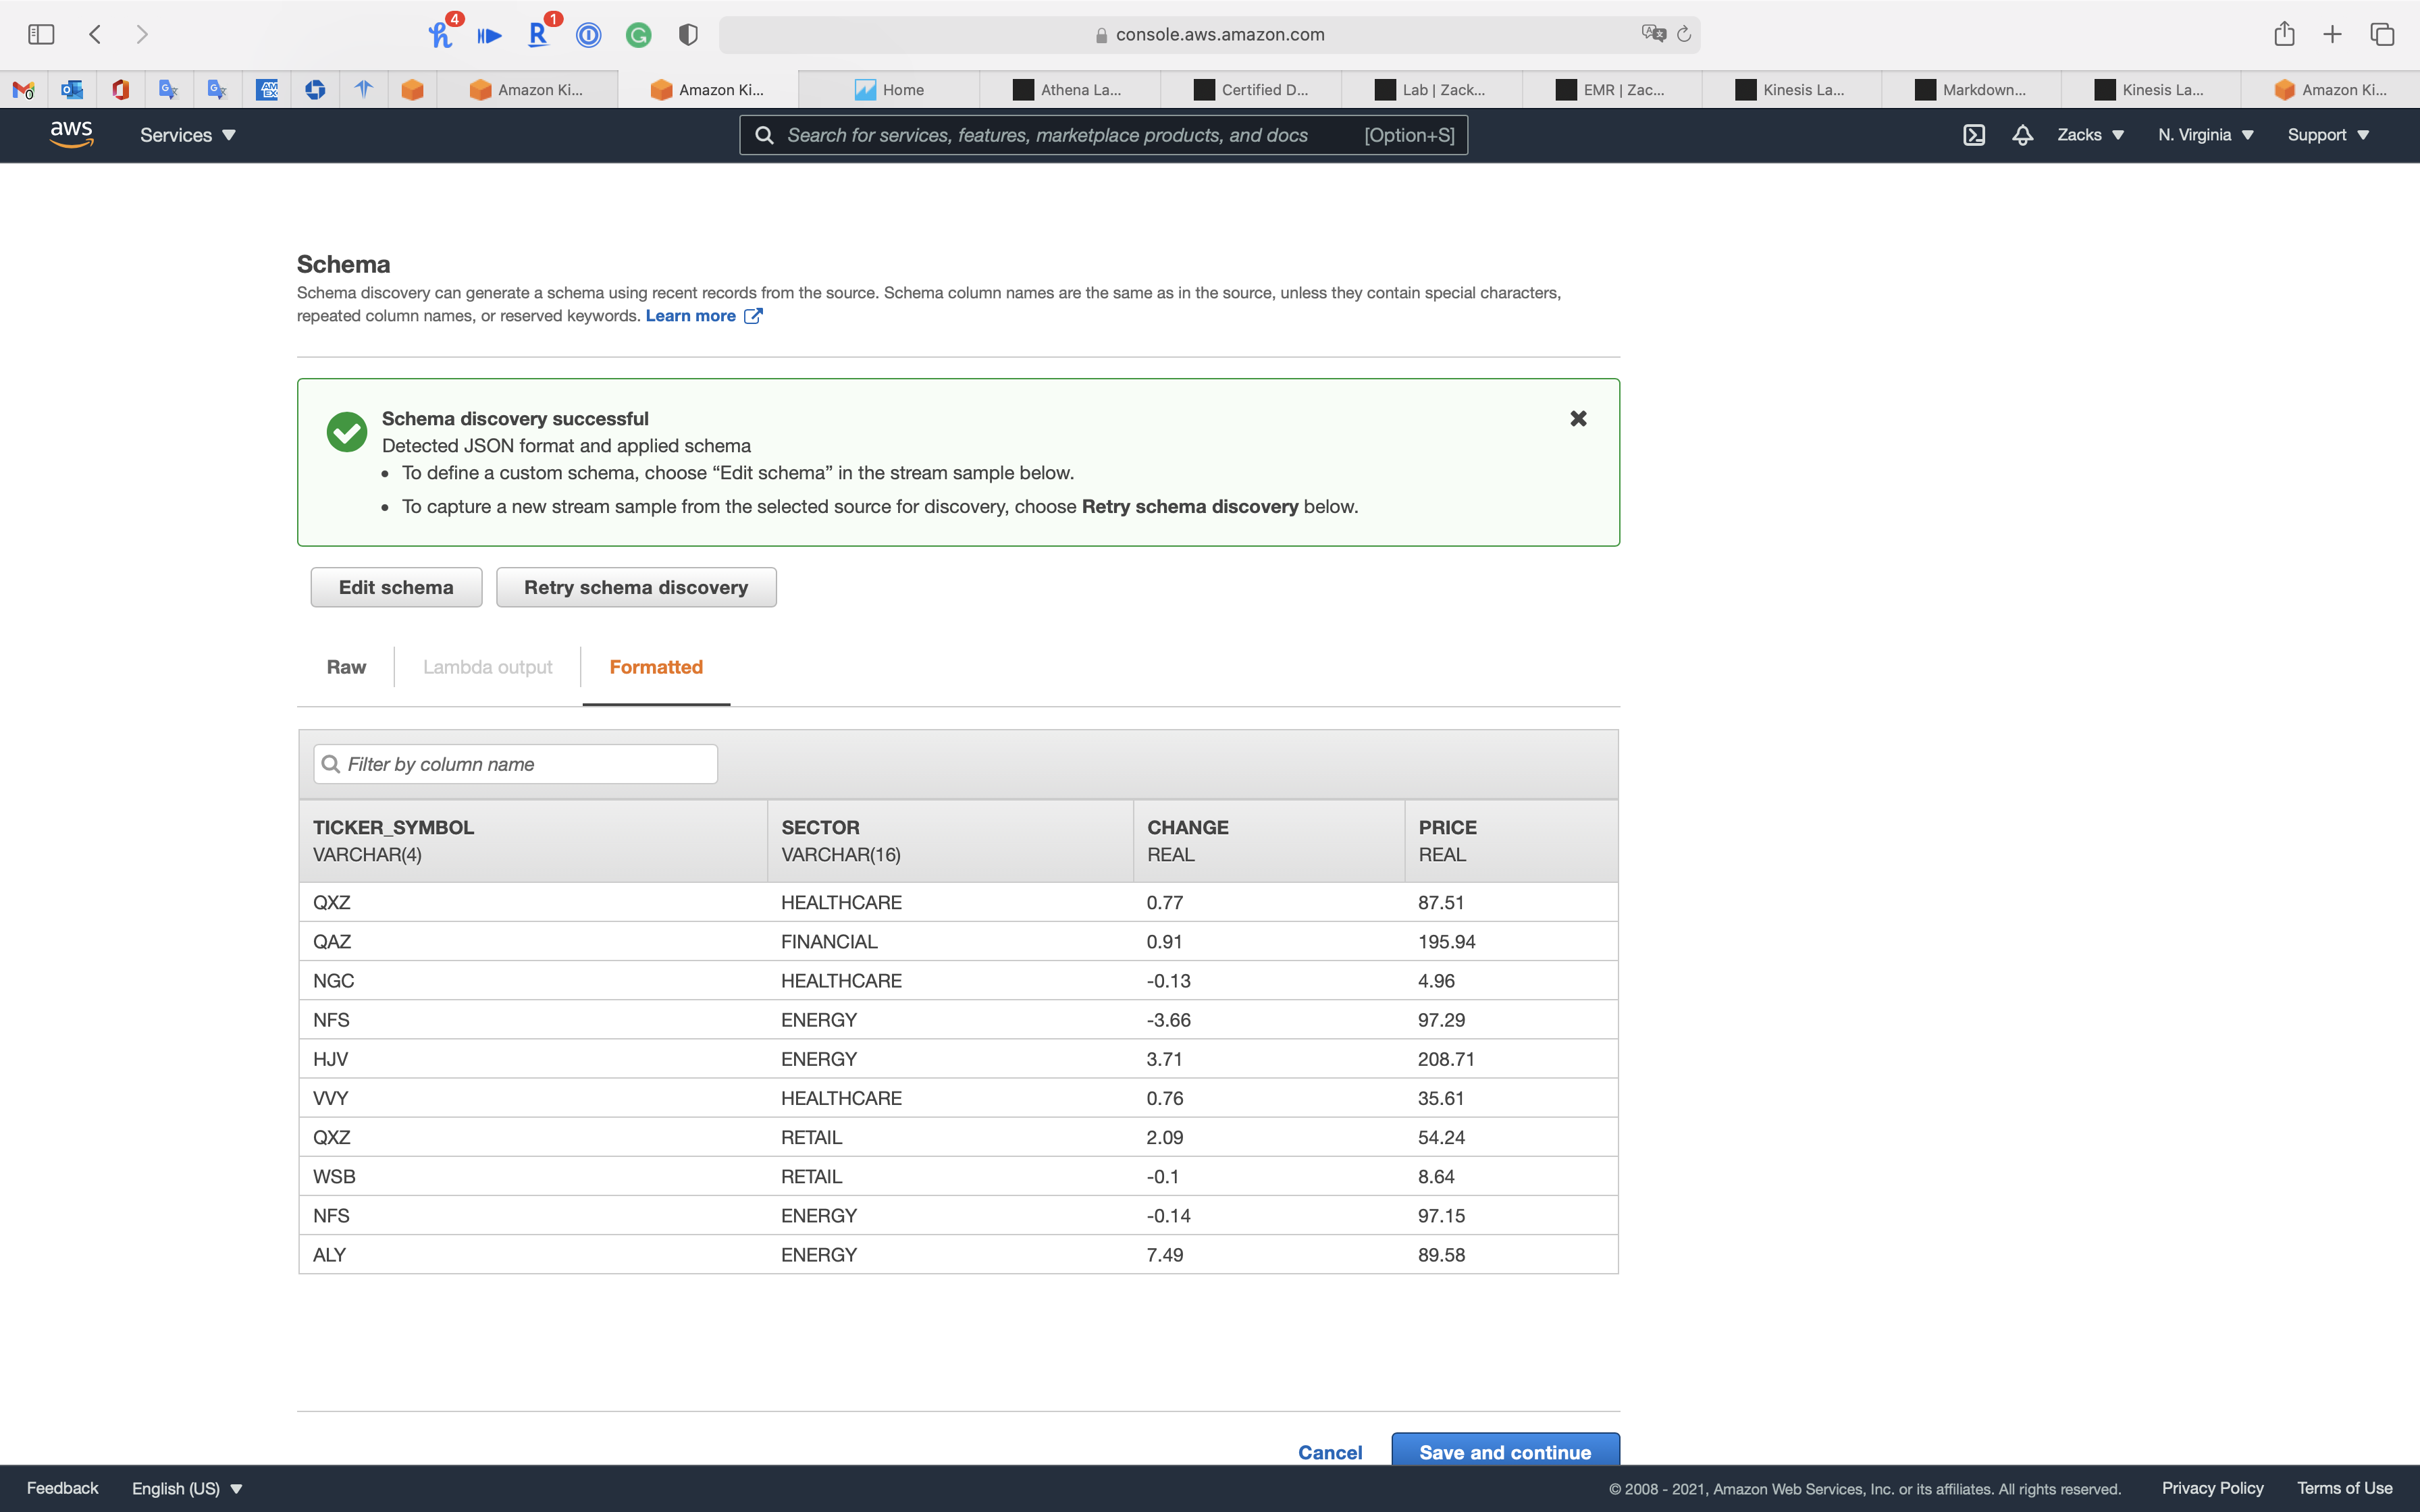 4
1
console.aws.amazon.com
Amazon Ki...
Amazon Ki...
Home
Athena La...
Certified D...
Lab | Zack...
EMR | Zac...
Kinesis La...
Markdown...
Kinesis La...
Amazon Ki...
aws
Services
Search for services, features, marketplace products, and docs [Option+S]
Zacks
N. Virginia
Support
Schema
Schema discovery can generate a schema using recent records from the source. Schema column names are the same as in the source, unless they contain special characters,
repeated column names, or reserved keywords. Learn more
Schema discovery successful
Detected JSON format and applied schema
• To define a custom schema, choose “Edit schema” in the stream sample below.
• To capture a new stream sample from the selected source for discovery, choose Retry schema discovery below.
Edit schema
Retry schema discovery
Raw
Lambda output
Formatted
Filter by column name
TICKER_SYMBOL SECTOR CHANGE PRICE
VARCHAR(4) VARCHAR(16) REAL REAL
QXZ HEALTHCARE 0.77 87.51
QAZ FINANCIAL 0.91 195.94
NGC HEALTHCARE -0.13 4.96
NFS ENERGY -3.66 97.29
HJV ENERGY 3.71 208.71
VVY HEALTHCARE 0.76 35.61
QXZ RETAIL 2.09 54.24
WSB RETAIL -0.1 8.64
NFS ENERGY -0.14 97.15
ALY ENERGY 7.49 89.58
Cancel
Save and continue
Feedback
English (US)
© 2008 - 2021, Amazon Web Services, Inc. or its affiliates. All rights reserved.
Privacy Policy
Terms of Use